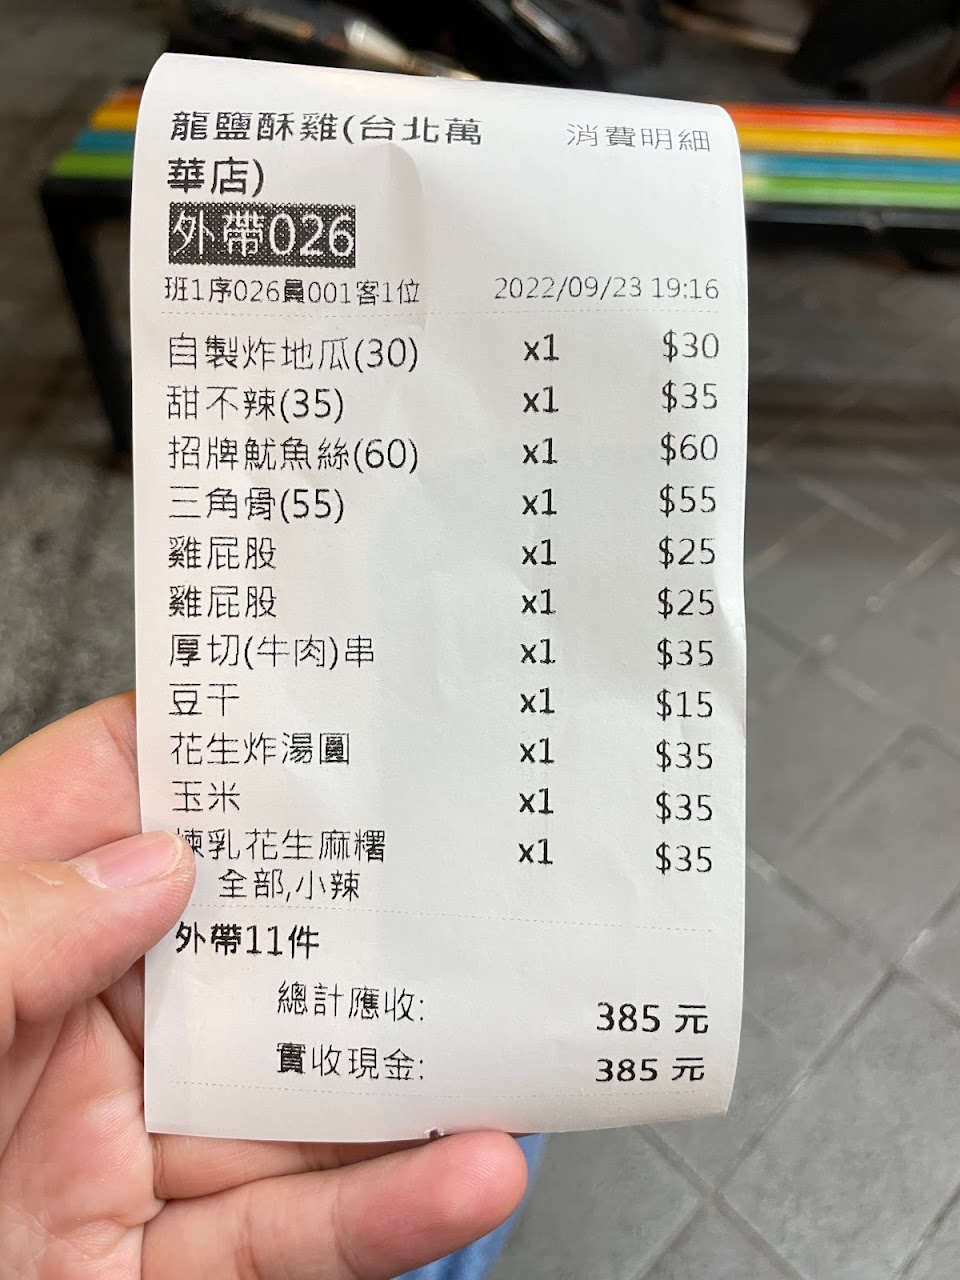 龍鹽酥雞(台北萬 消費明細
華店)
外帶026
班1序026員001客1位 2022/09/23 19:16
自製炸地瓜(30) x1 $30
甜不辣(35) x1 $35
招牌魷魚絲(60) x1 $60
三角骨(55) x1 $55
雞屁股 x1 $25
雞屁股 x1 $25
厚切(牛肉)串 x1 $35
豆干 x1 $15
花生炸湯圓 x1 $35
玉米 x1 $35
煉乳花生麻糬 x1 $35
全部,小辣
外帶11件
總計應收: 385 元
實收現金: 385 元